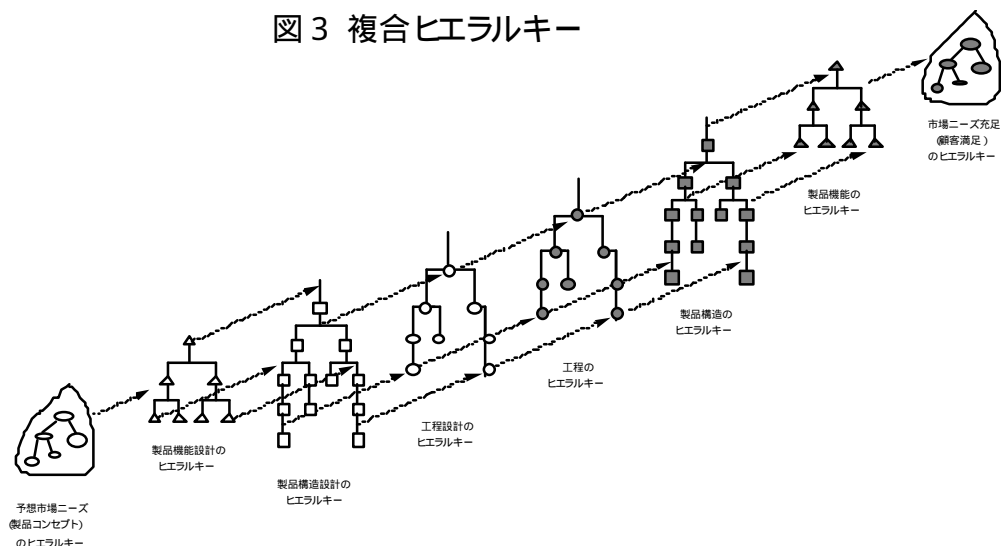 図3 複合ヒエラルキー
市場ニーズ充足
(顧客満足)
のヒエラルキー
製品機能の
ヒエラルキー
製品構造の
ヒエラルキー
工程の
ヒエラルキー
工程設計の
ヒエラルキー
製品機能設計の
ヒエラルキー
製品構造設計の
ヒエラルキー
予想市場ニーズ
(製品コンセプト)
のヒエラルキー